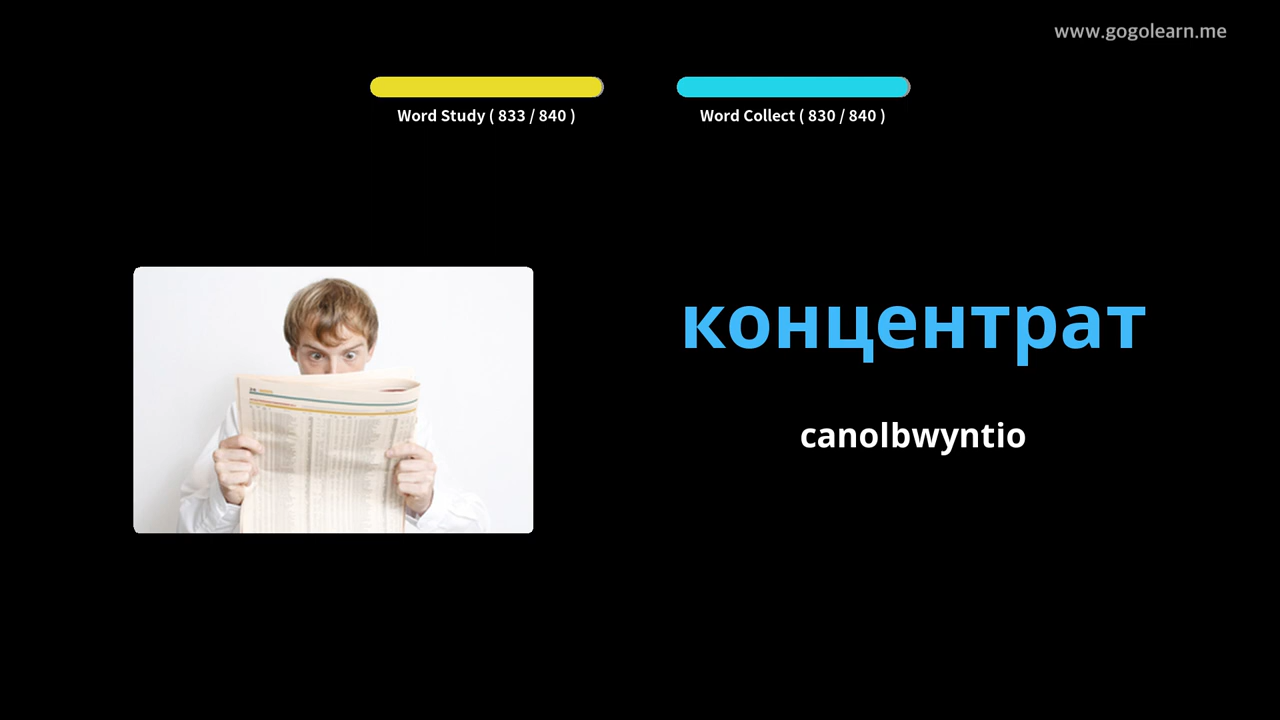 www.gogolearn.me
Word Study ( 833 / 840 )
Word Collect ( 830 / 840 )
концентрат
canolbwyntio